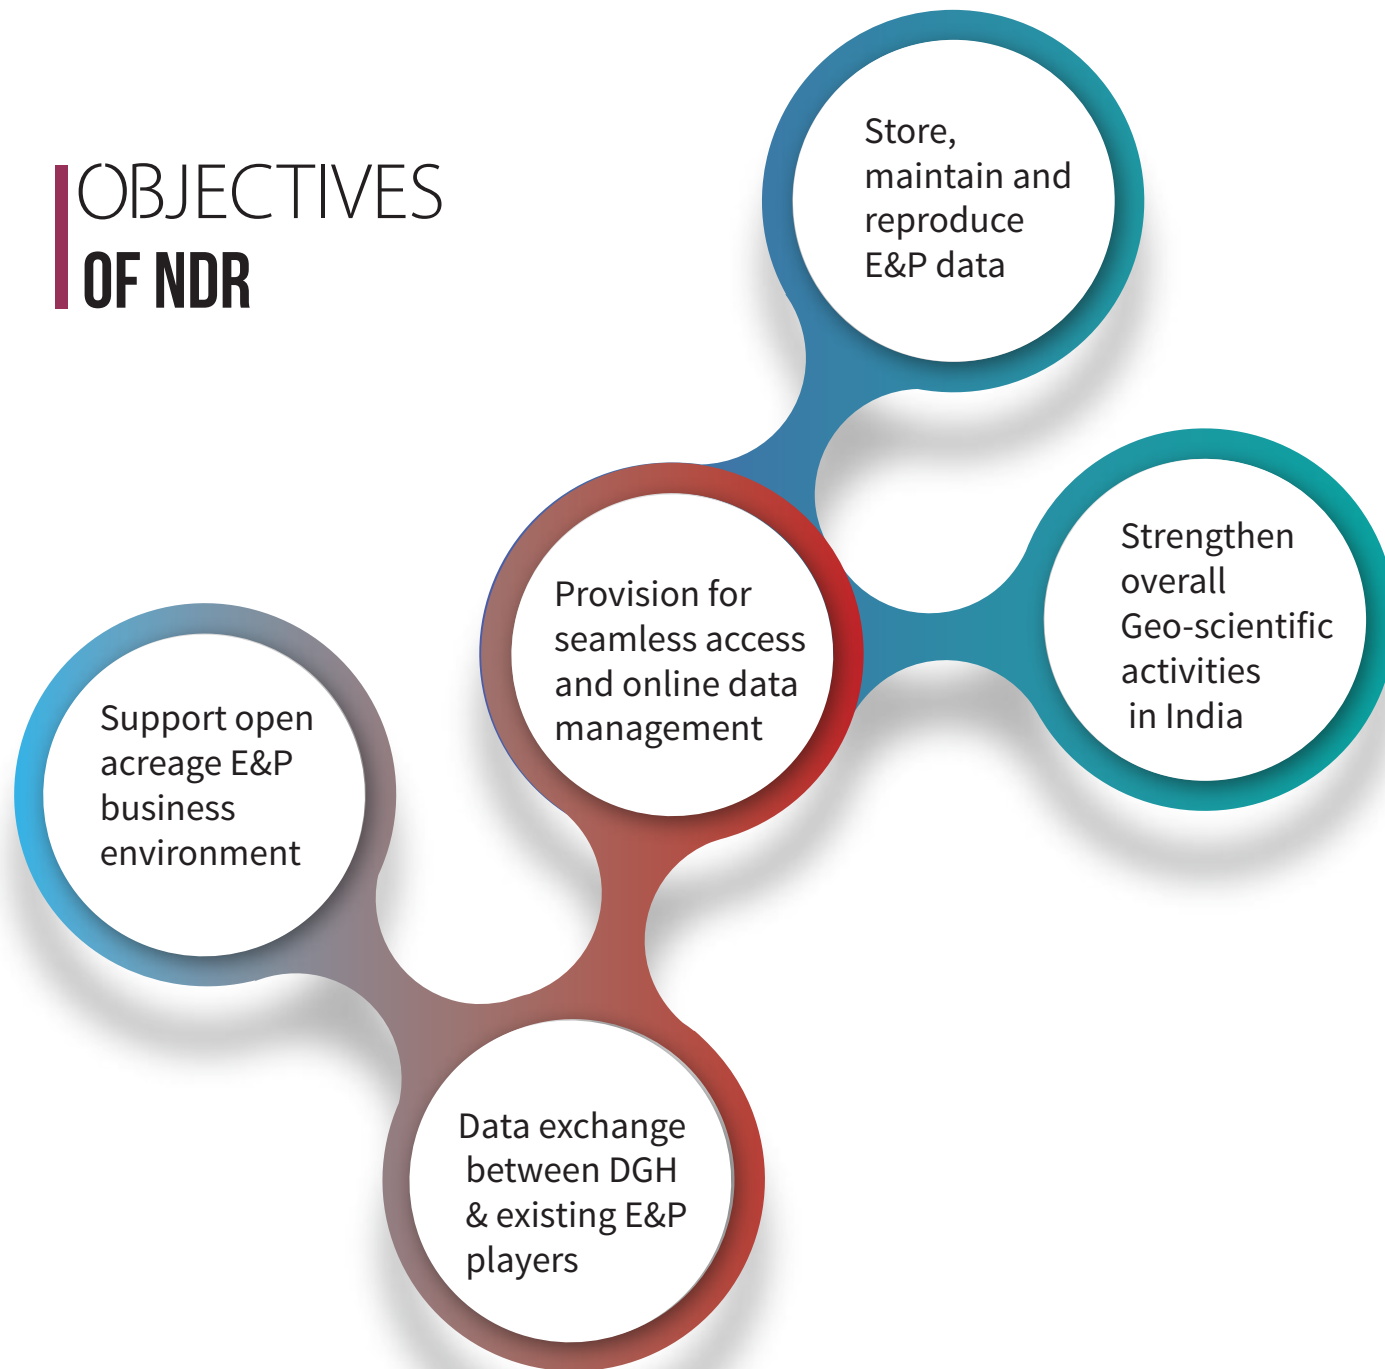 OBJECTIVES
OF NDR
Store,
maintain and
reproduce
E&P data
Strengthen
overall
Geo-scientific
activities
in India
Provision for
seamless access
and online data
management
Support open
acreage E&P
business
environment
Data exchange
between DGH
& existing E&P
players